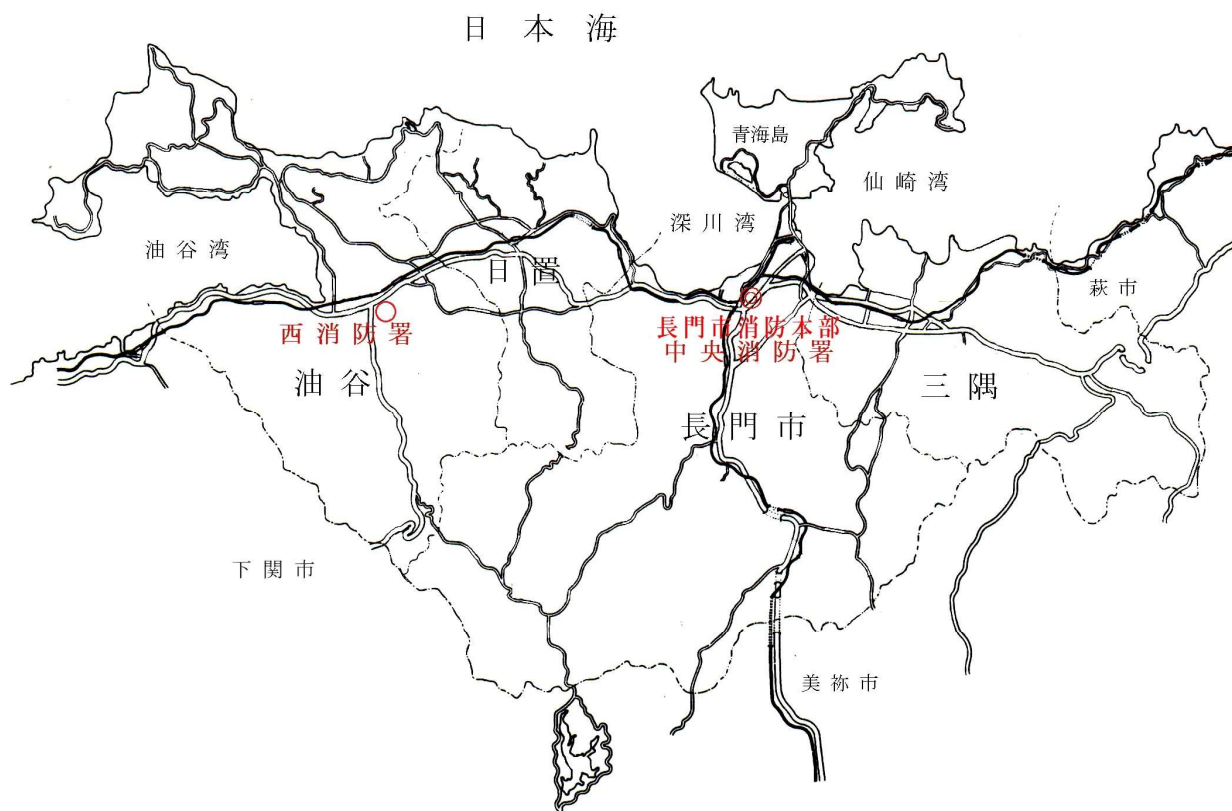 日本海
青海島
仙崎湾
深川湾
油谷湾
日置
萩市
西消防署
長門市消防本部
中央消防署
油谷
三隅
長門市
下関市
美祢市